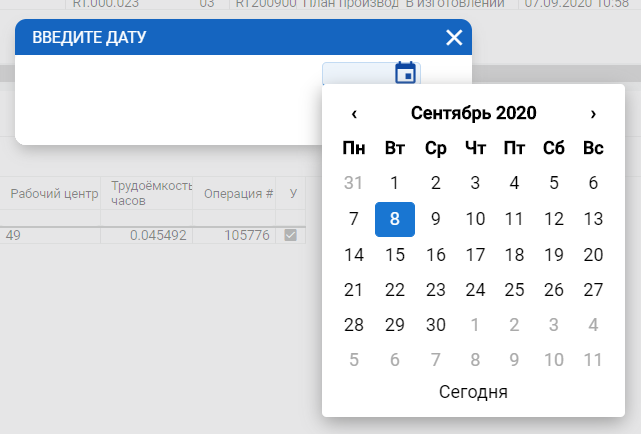 RT.000.023 03 RT200900 План производ В изготовлении 07.09.2020 10:58
ВВЕДИТЕ ДАТУ
‹ Сентябрь 2020 ›
Пн Вт Ср Чт Пт Сб Вс
31 1 2 3 4 5 6
7 8 9 10 11 12 13
14 15 16 17 18 19 20
21 22 23 24 25 26 27
28 29 30 1 2 3 4
5 6 7 8 9 10 11
Сегодня
Рабочий центр Трудоёмкость часов Операция # У
49 0.045492 105776